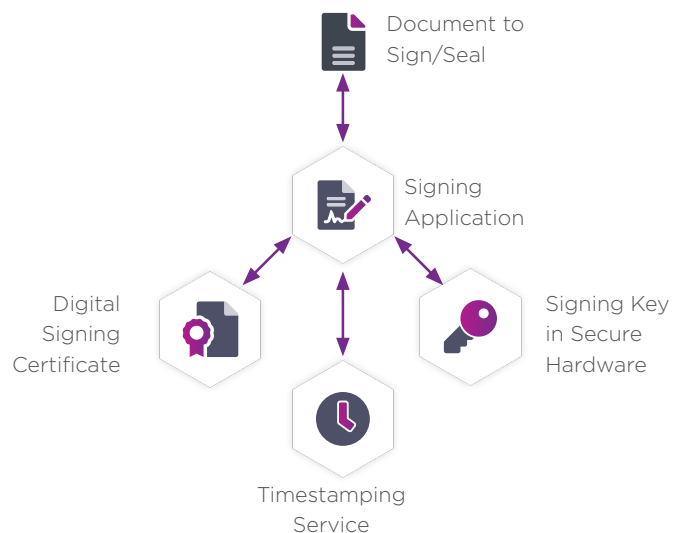 Document to
Sign/Seal
Signing
Application
Digital
Signing
Certificate
Signing Key
in Secure
Hardware
Timestamping
Service